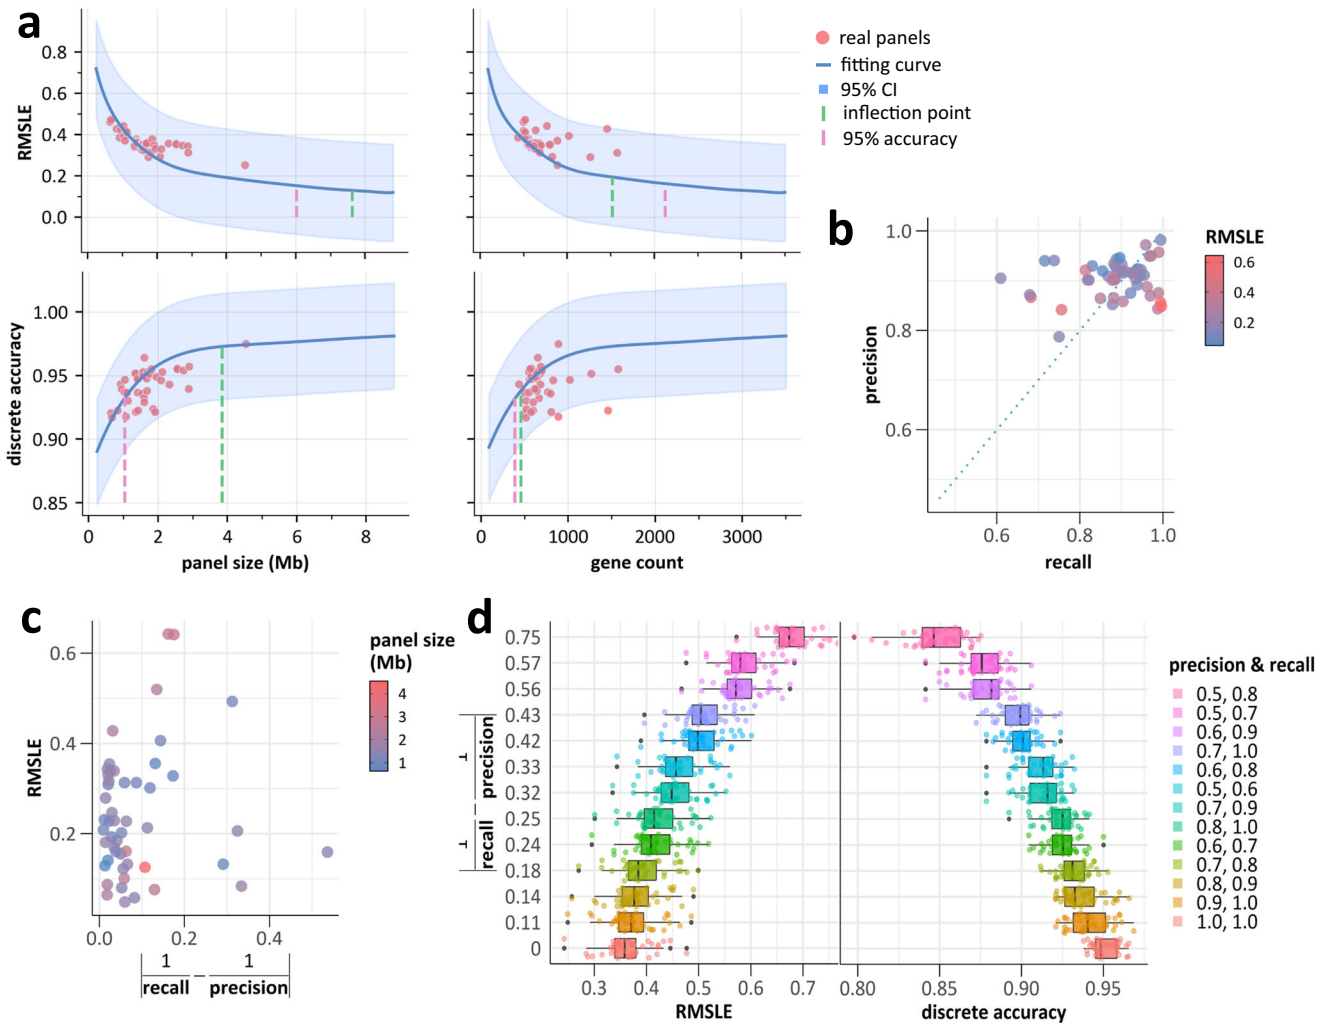 a
RMSLE
0.8
0.6
0.4
0.2
0.0
real panels
fitting curve
95% CI
inflection point
95% accuracy
discrete accuracy
1.00
0.95
0.90
0.85
0 2 4 6 8
panel size (Mb)
0 1000 2000 3000
gene count
b
precision
1.0
0.8
0.6
0.6 0.8 1.0
recall
RMSLE
0.6
0.4
0.2
c
RMSLE
0.6
0.4
0.2
0.0 0.2 0.4
| 1/recall − 1/precision |
panel size
(Mb)
4
3
2
1
d
0.75
0.57
0.56
0.43
0.42
0.33
0.32
0.25
0.24
0.18
0.14
0.11
0
| 1/recall − 1/precision |
0.3 0.4 0.5 0.6 0.7
RMSLE
0.80 0.85 0.90 0.95
discrete accuracy
precision & recall
0.5, 0.8
0.5, 0.7
0.6, 0.9
0.7, 1.0
0.6, 0.8
0.5, 0.6
0.7, 0.9
0.8, 1.0
0.6, 0.7
0.7, 0.8
0.8, 0.9
0.9, 1.0
1.0, 1.0